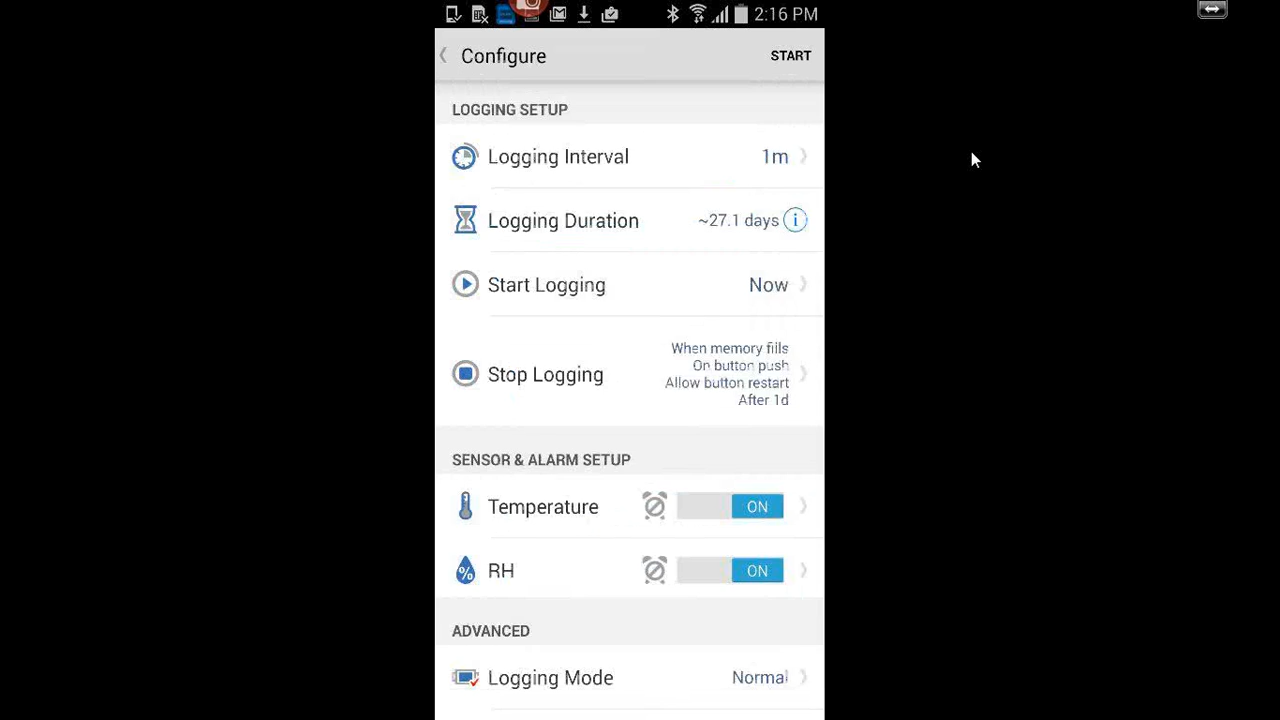 2:16 PM
Configure START
LOGGING SETUP
Logging Interval 1m
Logging Duration ~27.1 days i
Start Logging Now
Stop Logging
When memory fills
On button push
Allow button restart
After 1d
SENSOR & ALARM SETUP
Temperature ON
% RH ON
ADVANCED
Logging Mode Normal